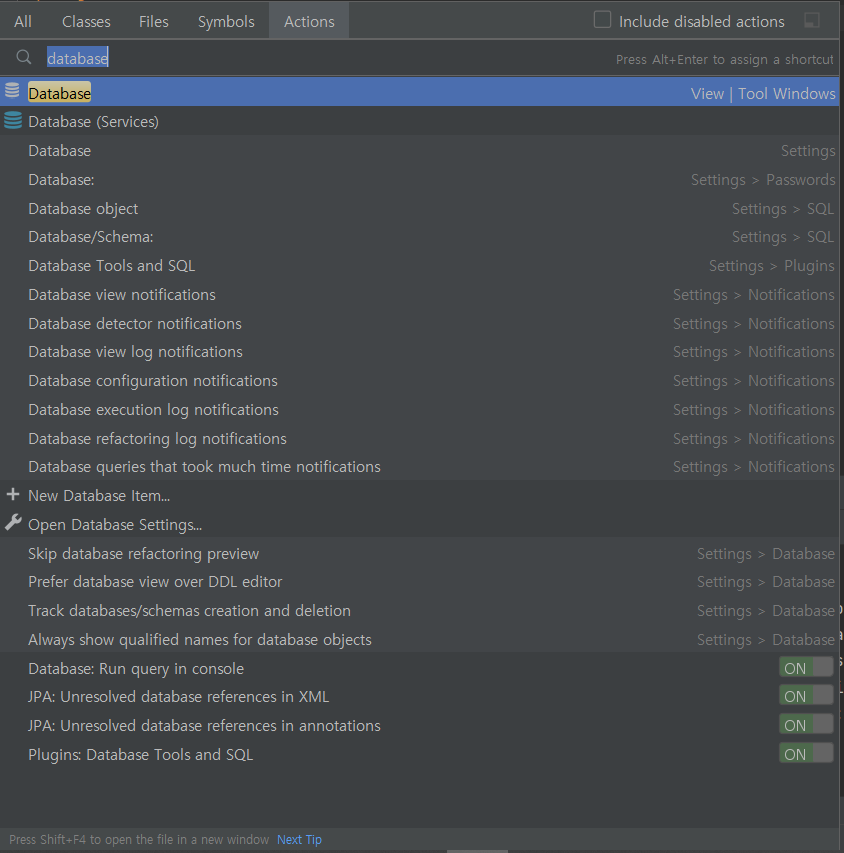 All Classes Files Symbols Actions Include disabled actions
database Press Alt+Enter to assign a shortcut
Database View | Tool Windows
Database (Services)
Database Settings
Database: Settings > Passwords
Database object Settings > SQL
Database/Schema: Settings > SQL
Database Tools and SQL Settings > Plugins
Database view notifications Settings > Notifications
Database detector notifications Settings > Notifications
Database view log notifications Settings > Notifications
Database configuration notifications Settings > Notifications
Database execution log notifications Settings > Notifications
Database refactoring log notifications Settings > Notifications
Database queries that took much time notifications Settings > Notifications
New Database Item...
Open Database Settings...
Skip database refactoring preview Settings > Database
Prefer database view over DDL editor Settings > Database
Track databases/schemas creation and deletion Settings > Database
Always show qualified names for database objects Settings > Database
Database: Run query in console ON
JPA: Unresolved database references in XML ON
JPA: Unresolved database references in annotations ON
Plugins: Database Tools and SQL ON
Press Shift+F4 to open the file in a new window Next Tip